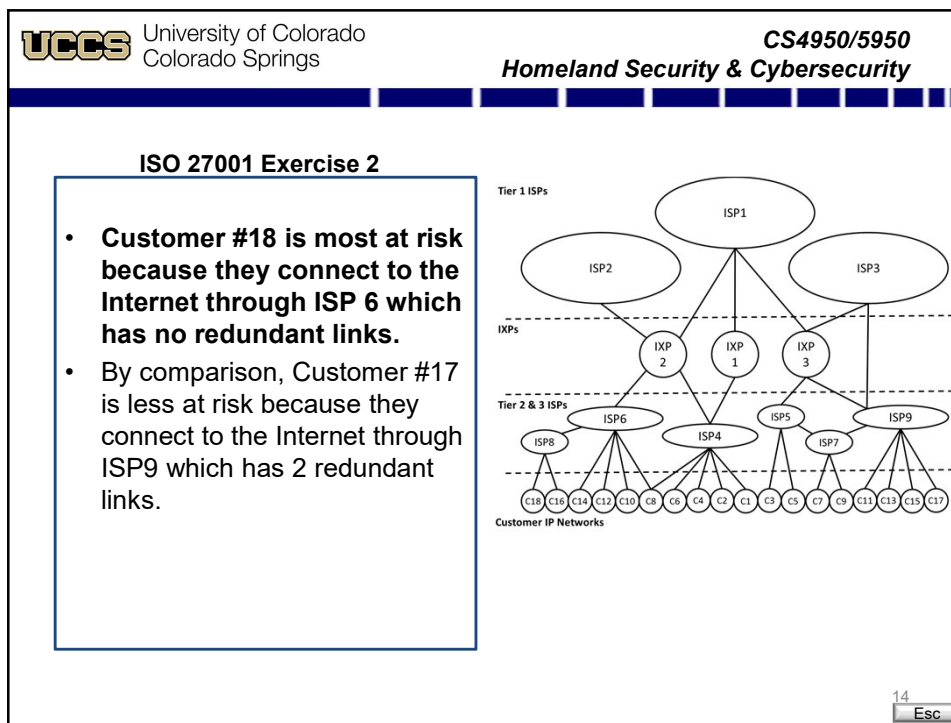 UCCS University of Colorado
Colorado Springs
CS4950/5950
Homeland Security & Cybersecurity
ISO 27001 Exercise 2
• Customer #18 is most at risk
because they connect to the
Internet through ISP 6 which
has no redundant links.
• By comparison, Customer #17
is less at risk because they
connect to the Internet through
ISP9 which has 2 redundant
links.
Tier 1 ISPs
ISP1
ISP2
ISP3
IXPs
IXP
2
IXP
1
IXP
3
Tier 2 & 3 ISPs
ISP6
ISP5
ISP9
ISP8
ISP4
ISP7
C18 C16 C14 C12 C10 C8 C6 C4 C2 C1 C3 C5 C7 C9 C11 C13 C15 C17
Customer IP Networks
14
Esc